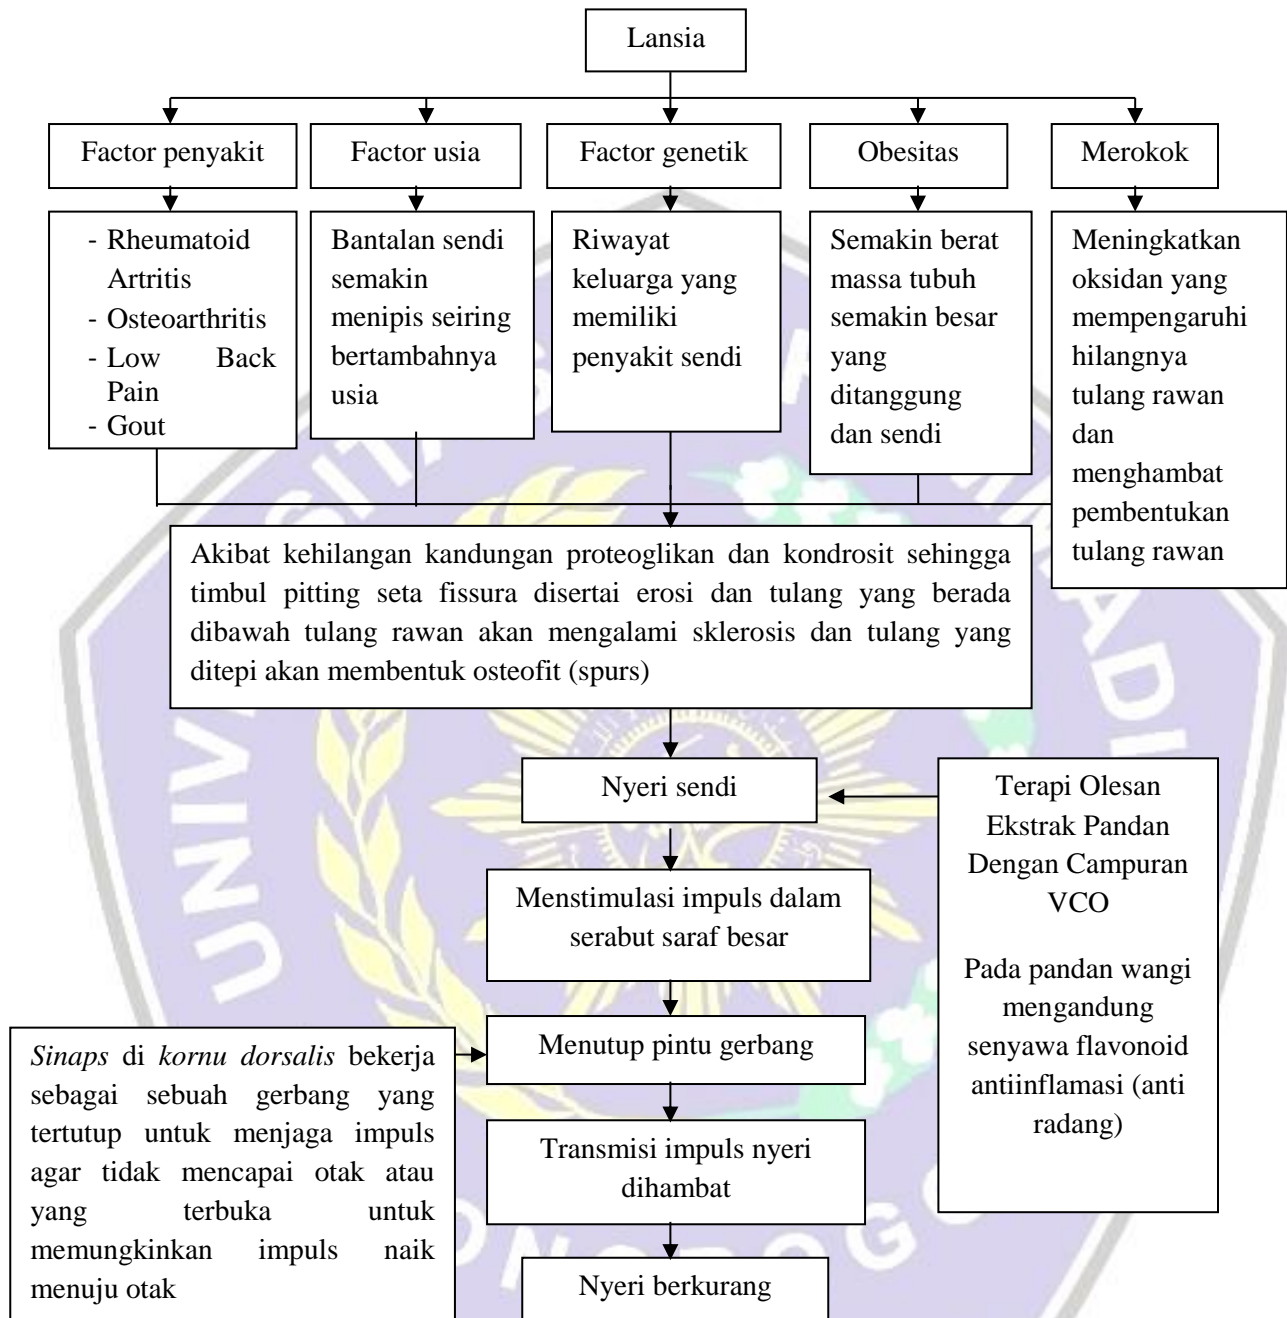 Lansia
Factor penyakit
Factor usia
Factor genetik
Obesitas
Merokok
- Rheumatoid
Artritis
- Osteoarthritis
- Low Back
Pain
- Gout
Bantalan sendi
semakin
menipis seiring
bertambahnya
usia
Riwayat
keluarga yang
memiliki
penyakit sendi
Semakin berat
massa tubuh
semakin besar
yang
ditanggung
dan sendi
Meningkatkan
oksidan yang
mempengaruhi
hilangnya
tulang rawan
dan
menghambat
pembentukan
tulang rawan
Akibat kehilangan kandungan proteoglikan dan kondrosit sehingga
timbul pitting seta fissura disertai erosi dan tulang yang berada
dibawah tulang rawan akan mengalami sklerosis dan tulang yang
ditepi akan membentuk osteofit (spurs)
Nyeri sendi
Terapi Olesan
Ekstrak Pandan
Dengan Campuran
VCO
Pada pandan wangi
mengandung
senyawa flavonoid
antiinflamasi (anti
radang)
Menstimulasi impuls dalam
serabut saraf besar
Menutup pintu gerbang
Sinaps di kornu dorsalis bekerja
sebagai sebuah gerbang yang
tertutup untuk menjaga impuls
agar tidak mencapai otak atau
yang terbuka untuk
memungkinkan impuls naik
menuju otak
Transmisi impuls nyeri
dihambat
Nyeri berkurang